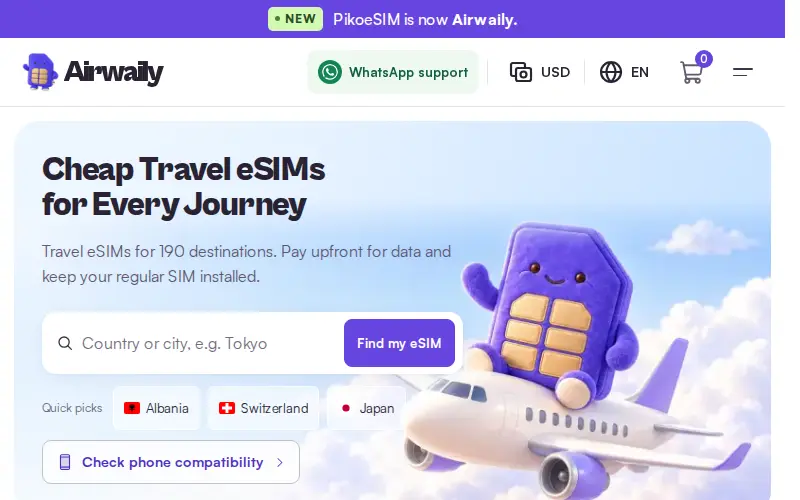 NEW PikoeSIM is now Airwaily.
Airwaily
WhatsApp support
USD
EN
0
Cheap Travel eSIMs
for Every Journey
Travel eSIMs for 190 destinations. Pay upfront for data and
keep your regular SIM installed.
Country or city, e.g. Tokyo
Find my eSIM
Quick picks
Albania
Switzerland
Japan
Check phone compatibility